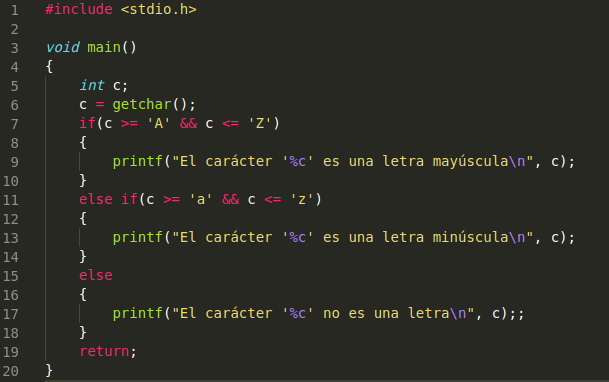 1 #include <stdio.h>
2
3 void main()
4 {
5     int c;
6     c = getchar();
7     if(c >= 'A' && c <= 'Z')
8     {
9         printf("El carácter '%c' es una letra mayúscula\n", c);
10     }
11     else if(c >= 'a' && c <= 'z')
12     {
13         printf("El carácter '%c' es una letra minúscula\n", c);
14     }
15     else
16     {
17         printf("El carácter '%c' no es una letra\n", c);;
18     }
19     return;
20 }